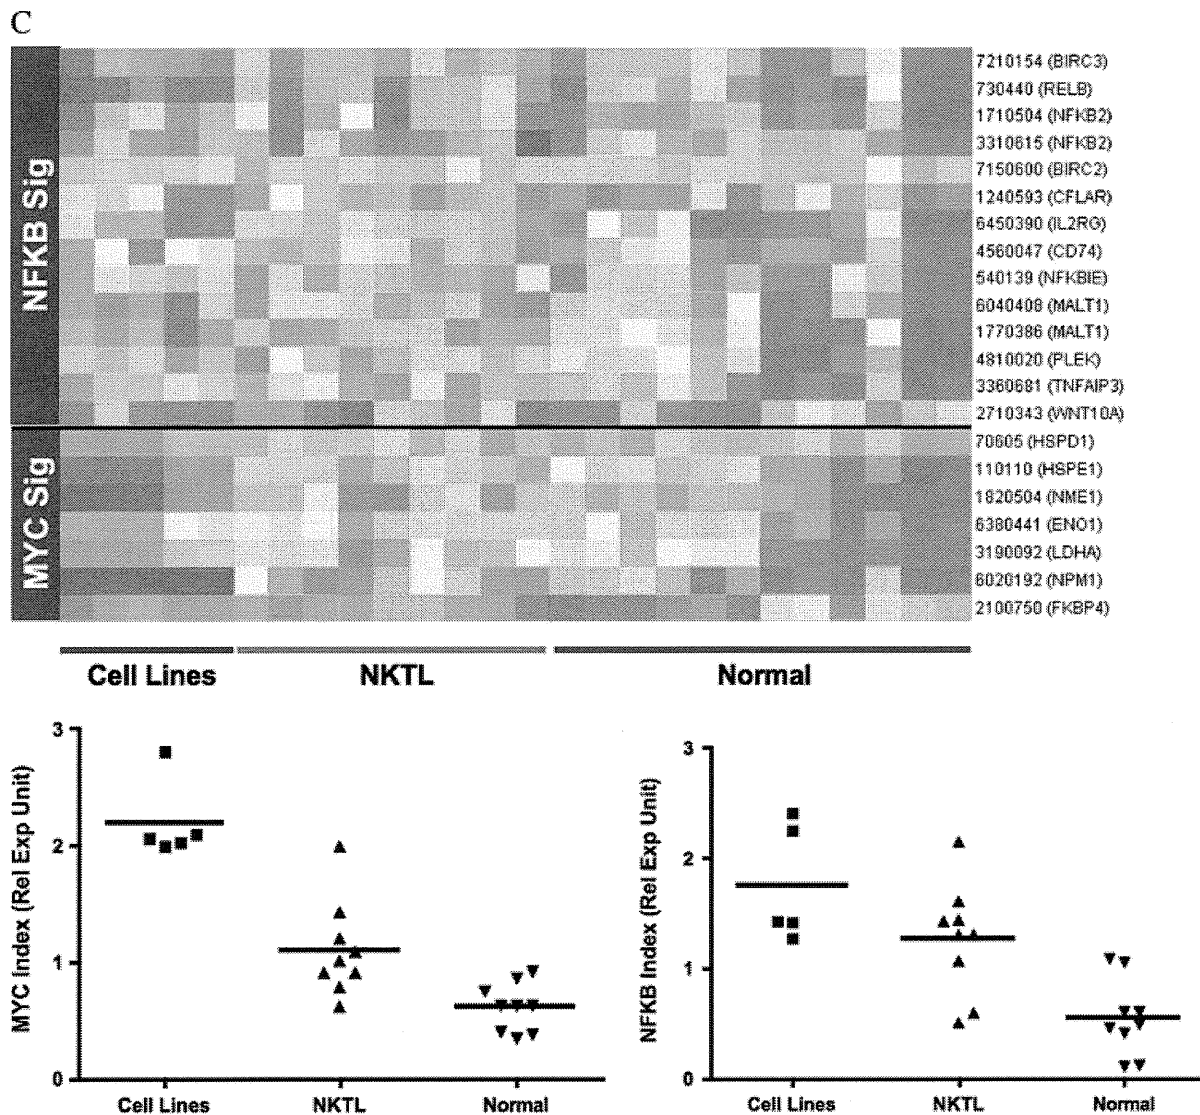 C
NFKB Sig
7210154 (BIRC3)
730440 (RELB)
1710504 (NFKB2)
3310615 (NFKB2)
7150600 (BIRC2)
1240593 (CFLAR)
6450390 (IL2RG)
4560047 (CD74)
540139 (NFKBIE)
6040408 (MALT1)
1770386 (MALT1)
4810020 (PLEK)
3360681 (TNFAIP3)
2710343 (WNT10A)
MYC Sig
70605 (HSPD1)
110110 (HSPE1)
1820504 (NME1)
6380441 (ENO1)
3190092 (LDHA)
6020192 (NPM1)
2100750 (FKBP4)
Cell Lines NKTL Normal
MYC Index (Rel Exp Unit)
3
2
1
0
Cell Lines NKTL Normal
NFKB Index (Rel Exp Unit)
3
2
1
0
Cell Lines NKTL Normal